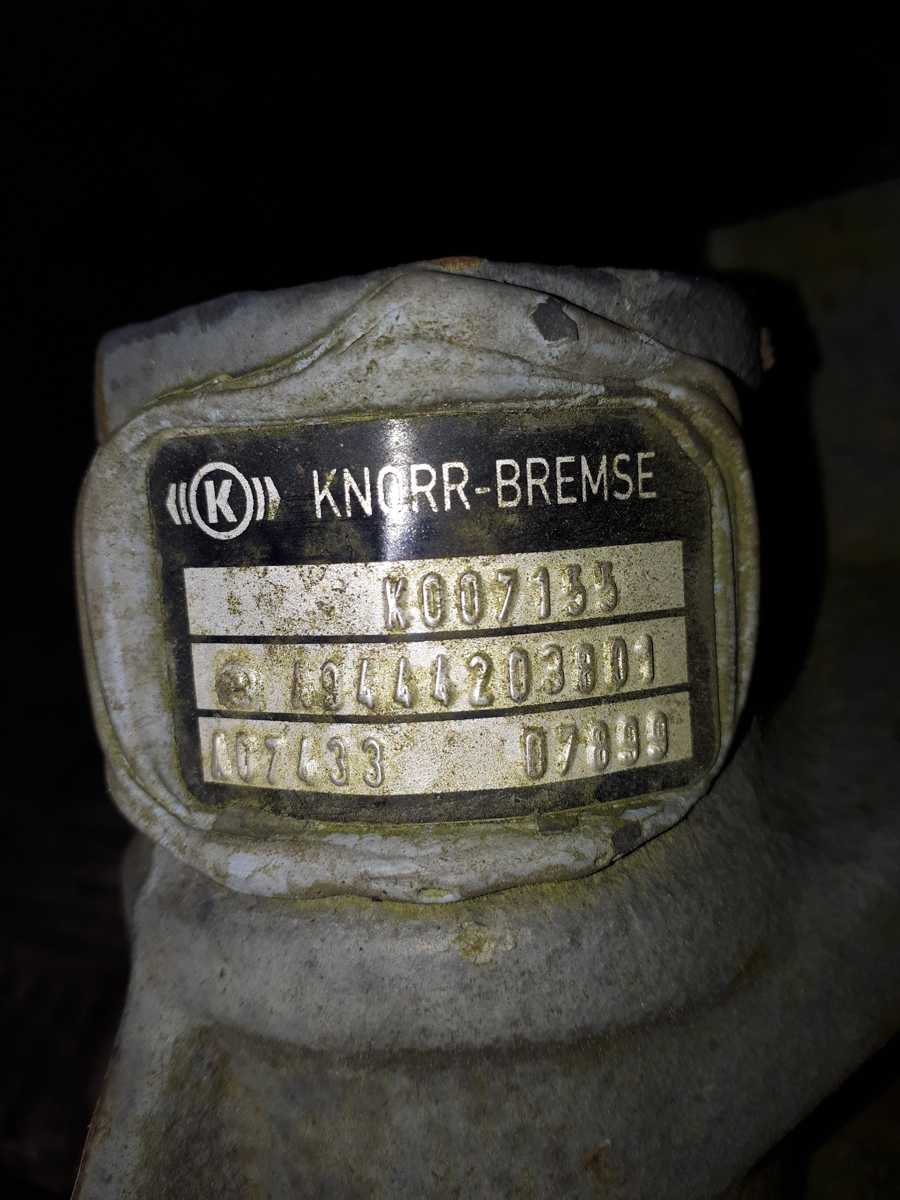 K KNORR-BREMSE
K007133
A9444203801
A07433 07899